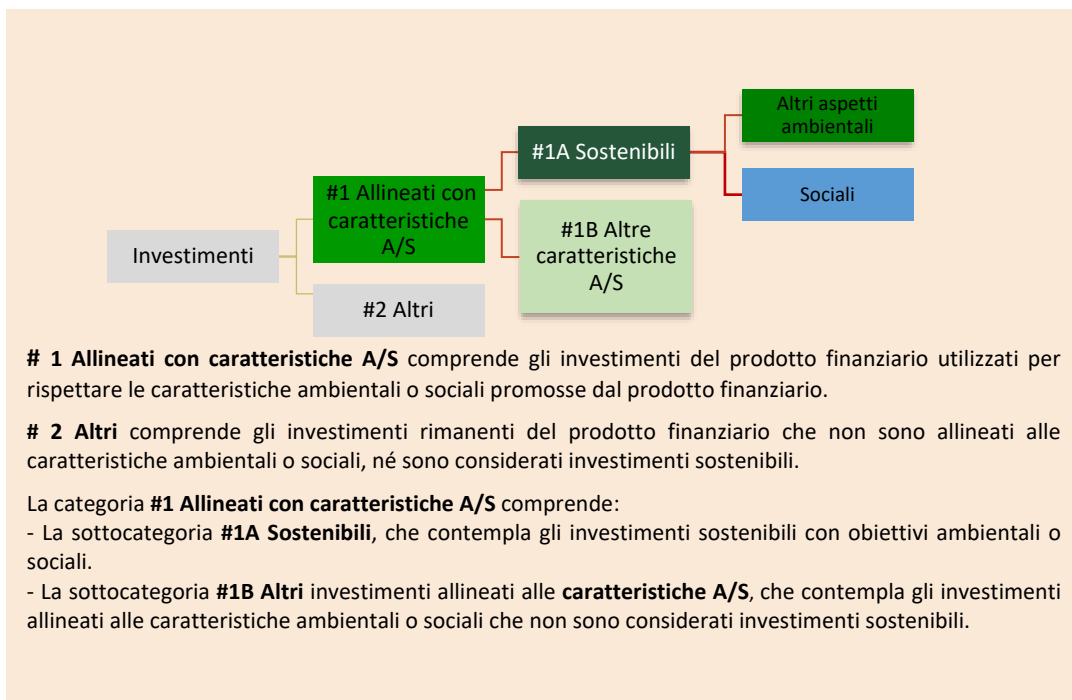 Altri aspetti
ambientali
#1A Sostenibili
#1 Allineati con
caratteristiche
A/S
Sociali
#1B Altre
caratteristiche
A/S
Investimenti
#2 Altri
# 1 Allineati con caratteristiche A/S comprende gli investimenti del prodotto finanziario utilizzati per
rispettare le caratteristiche ambientali o sociali promosse dal prodotto finanziario.
# 2 Altri comprende gli investimenti rimanenti del prodotto finanziario che non sono allineati alle
caratteristiche ambientali o sociali, né sono considerati investimenti sostenibili.
La categoria #1 Allineati con caratteristiche A/S comprende:
- La sottocategoria #1A Sostenibili, che contempla gli investimenti sostenibili con obiettivi ambientali o
sociali.
- La sottocategoria #1B Altri investimenti allineati alle caratteristiche A/S, che contempla gli investimenti
allineati alle caratteristiche ambientali o sociali che non sono considerati investimenti sostenibili.